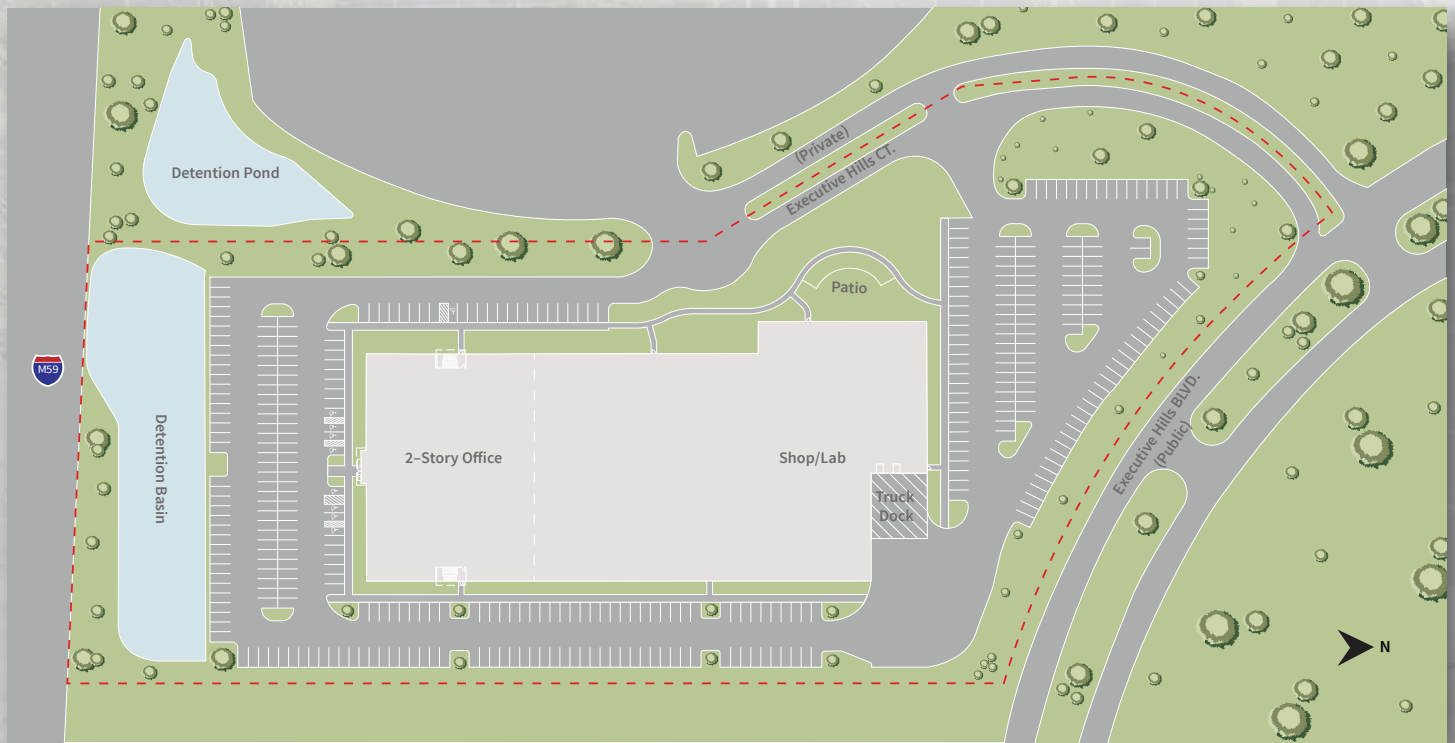 (Private)
Executive Hills CT.
Detention Pond
Patio
M59
Detention Basin
2–Story Office
Shop/Lab
Truck
Dock
Executive Hills BLVD.
(Public)
N